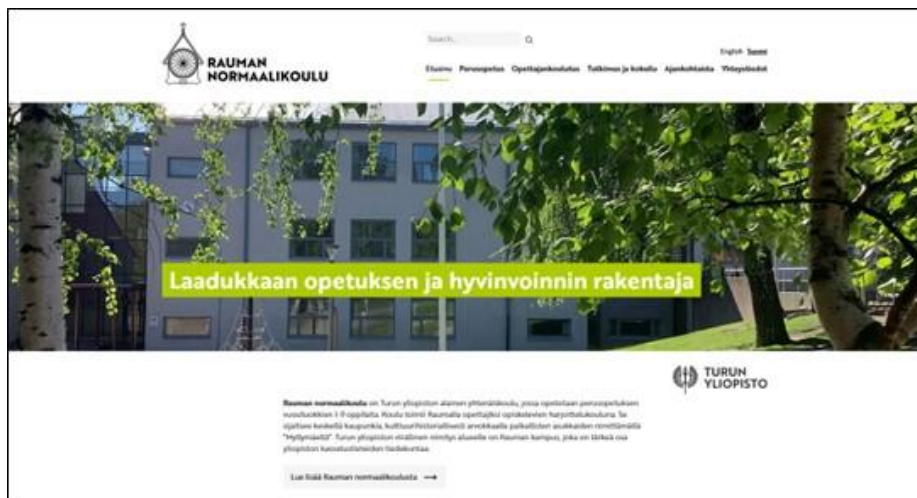 RAUMAN
NORMAALIKOULU
Search...
English Suomi
Etusivu Perusopetus Opettajankoulutus Tutkimus ja kokeilu Ajankohtaista Yhteystiedot
Laadukkaan opetuksen ja hyvinvoinnin rakentaja
TURUN
YLIOPISTO
Rauman normaalikoulu on Turun yliopiston alainen yhtenäiskoulu, jossa opetetaan perusopetuksen
vuosiluokkien 1-9 oppilaita. Koulu toimii Raumalla opettajiksi opiskelevien harjoittelukouluna. Se
sijaitsee keskellä kaupunkia, kulttuurihistoriallisesti arvokkaalla paikallisten asukkaiden nimittämällä
"Myllymäellä". Turun yliopiston virallinen nimitys alueelle on Rauman kampus, joka on tärkeä osa
yliopiston kasvatustieteiden tiedekuntaa.
Lue lisää Rauman normaalikoulusta →